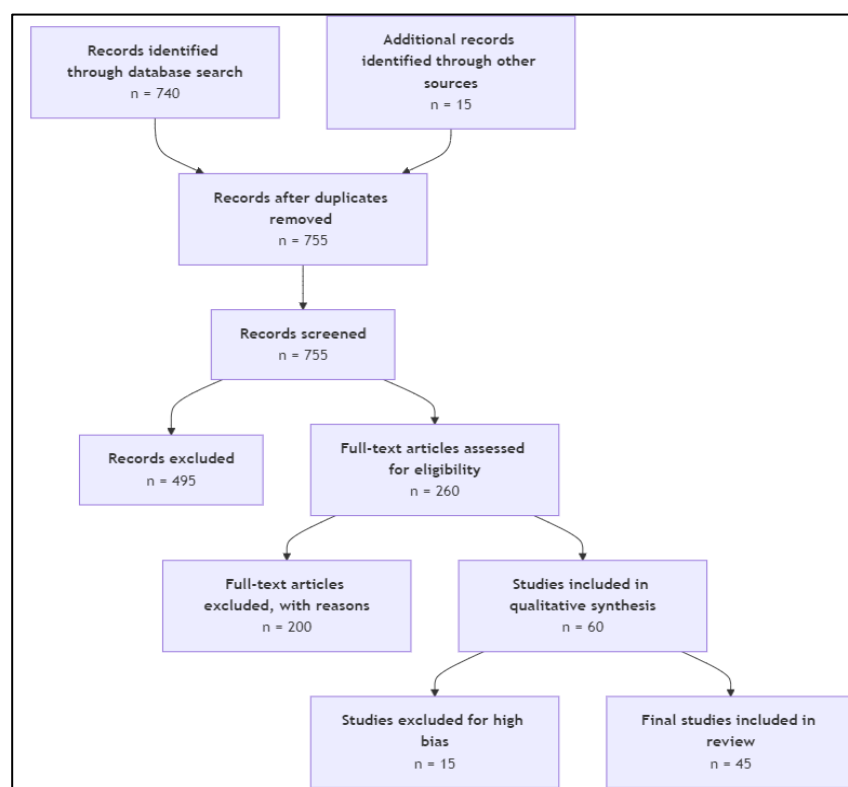 Records identified
through database search
n = 740
Additional records
identified through other
sources
n = 15
Records after duplicates
removed
n = 755
Records screened
n = 755
Records excluded
n = 495
Full-text articles assessed
for eligibility
n = 260
Full-text articles
excluded, with reasons
n = 200
Studies included in
qualitative synthesis
n = 60
Studies excluded for high
bias
n = 15
Final studies included in
review
n = 45